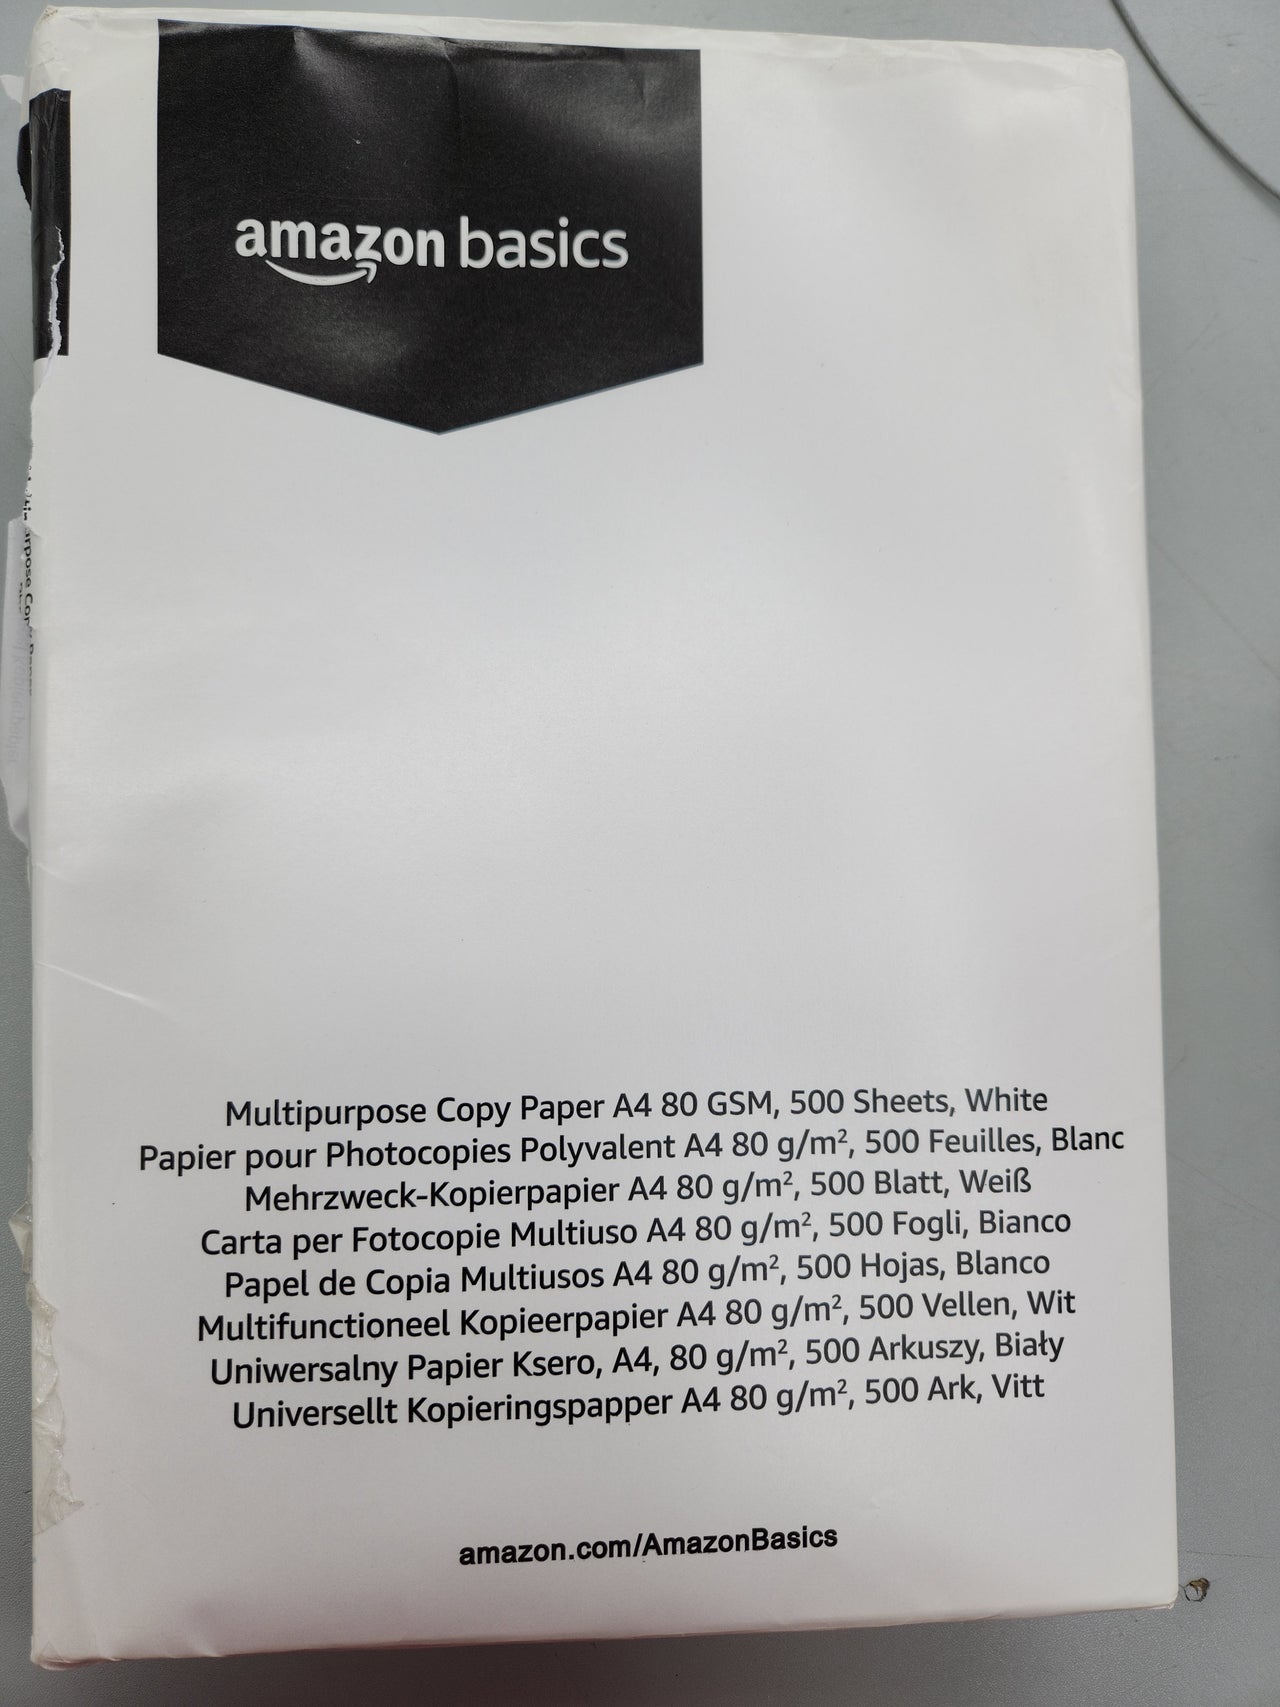 amazon basics
Multipurpose Copy Paper A4 80 GSM, 500 Sheets, White
Papier pour Photocopies Polyvalent A4 80 g/m², 500 Feuilles, Blanc
Mehrzweck-Kopierpapier A4 80 g/m², 500 Blatt, Weiß
Carta per Fotocopie Multiuso A4 80 g/m², 500 Fogli, Bianco
Papel de Copia Multiusos A4 80 g/m², 500 Hojas, Blanco
Multifunctioneel Kopieerpapier A4 80 g/m², 500 Vellen, Wit
Uniwersalny Papier Ksero, A4, 80 g/m², 500 Arkuszy, Biały
Universellt Kopieringspapper A4 80 g/m², 500 Ark, Vitt
amazon.com/AmazonBasics